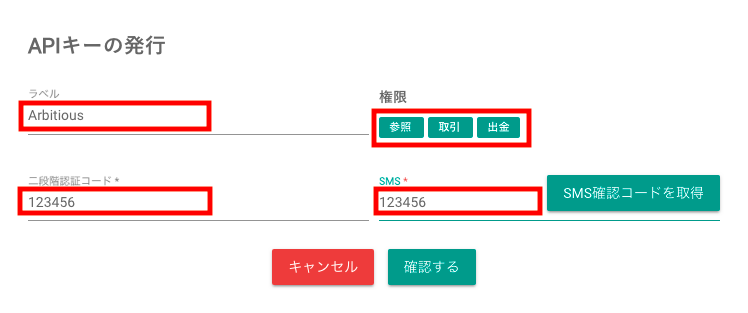 APIキーの発行
ラベル
Arbitious
権限
参照 取引 出金
二段階認証コード *
123456
SMS *
123456
SMS確認コードを取得
キャンセル 確認する